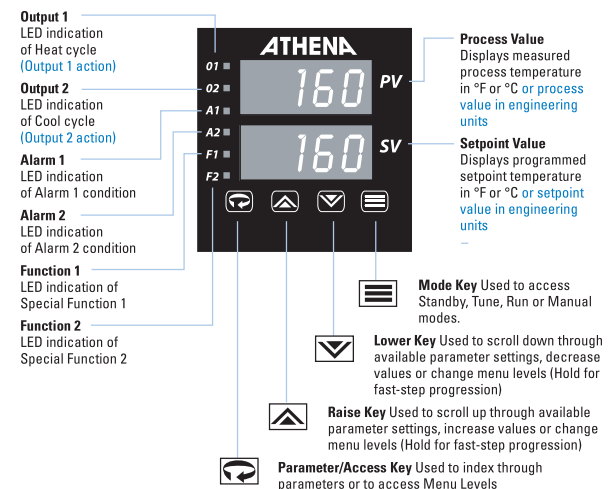 Output 1
LED indication
of Heat cycle
(Output 1 action)
Output 2
LED indication
of Cool cycle
(Output 2 action)
Alarm 1
LED indication
of Alarm 1 condition
Alarm 2
LED indication
of Alarm 2 condition
Function 1
LED indication of
Special Function 1
Function 2
LED indication of
Special Function 2
ATHENA
01
02
A1
A2
F1
F2
160 PV
160 SV
Process Value
Displays measured
process temperature
in °F or °C or process
value in engineering
units
Setpoint Value
Displays programmed
setpoint temperature
in °F or °C or setpoint
value in engineering
units
Mode Key Used to access
Standby, Tune, Run or Manual
modes.
Lower Key Used to scroll down through
available parameter settings, decrease
values or change menu levels (Hold for
fast-step progression)
Raise Key Used to scroll up through available
parameter settings, increase values or change
menu levels (Hold for fast-step progression)
Parameter/Access Key Used to index through
parameters or to access Menu Levels